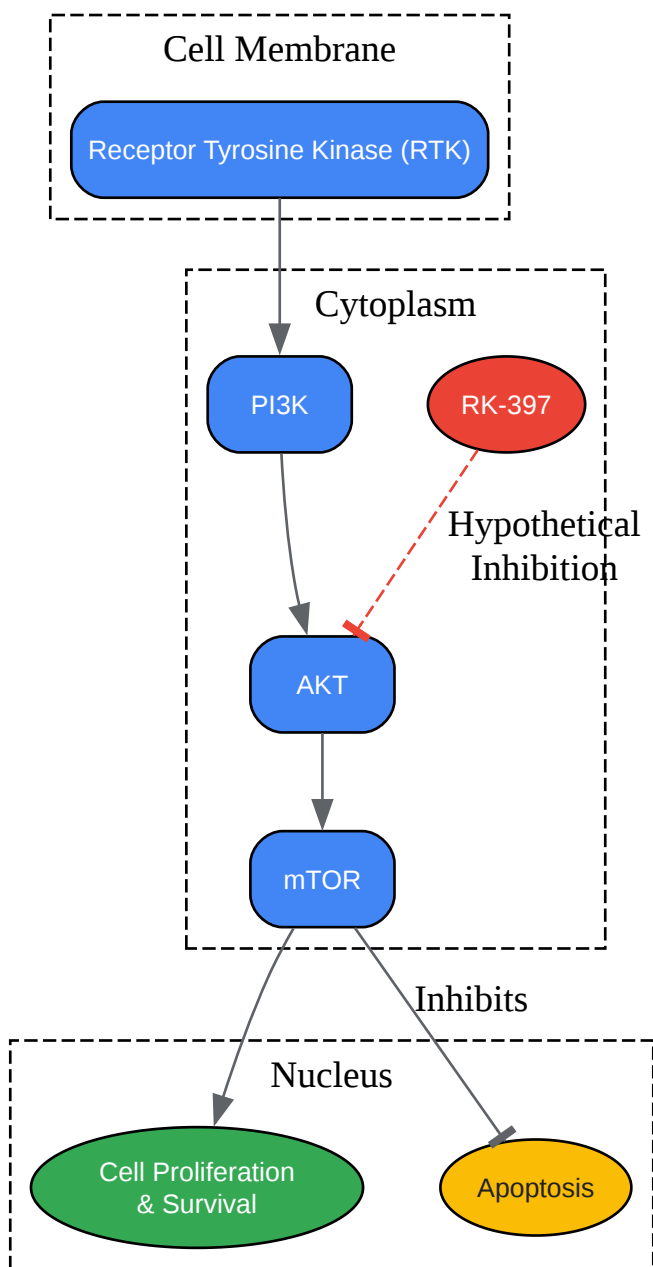 Cell Membrane
Receptor Tyrosine Kinase (RTK)
Cytoplasm
PI3K
RK-397
Hypothetical
Inhibition
AKT
mTOR
Inhibits
Nucleus
Cell Proliferation
& Survival
Apoptosis